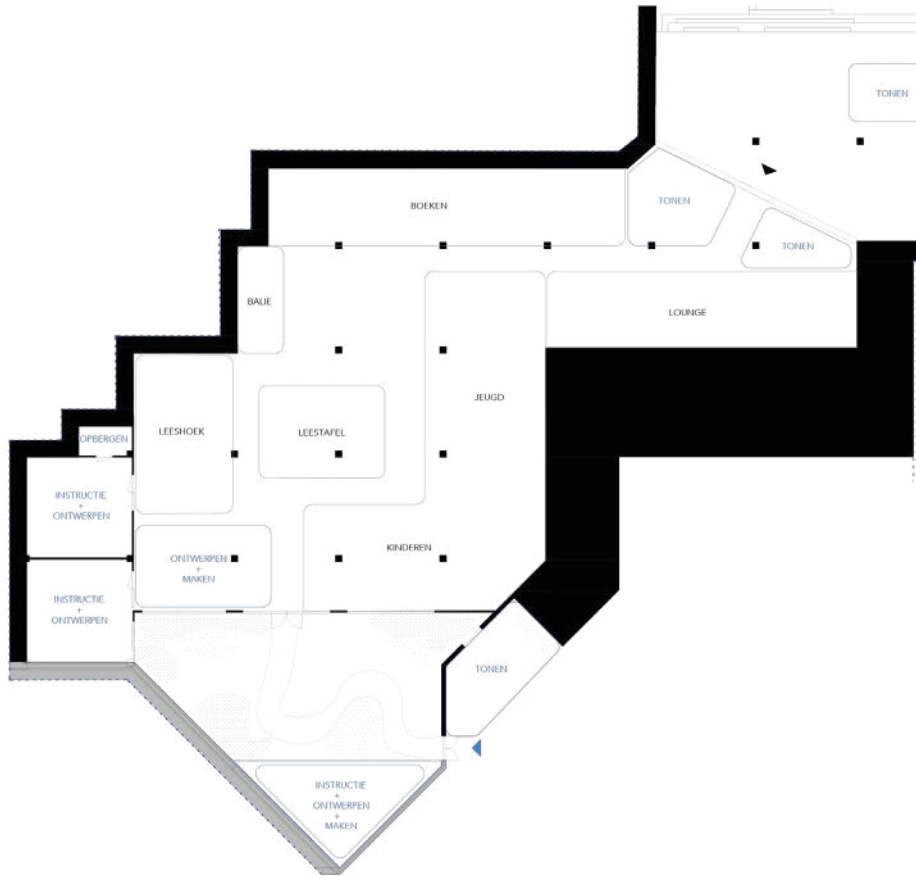 TONEN
BOEKEN
TONEN
TONEN
BALIE
LOUNGE
JEUGD
LEESHOEK
LEESTAFEL
OPBERGEN
INSTRUCTIE
+
ONTWERPEN
KINDEREN
ONTWERPEN
+
MAKEN
INSTRUCTIE
+
ONTWERPEN
TONEN
INSTRUCTIE
+
ONTWERPEN
+
MAKEN